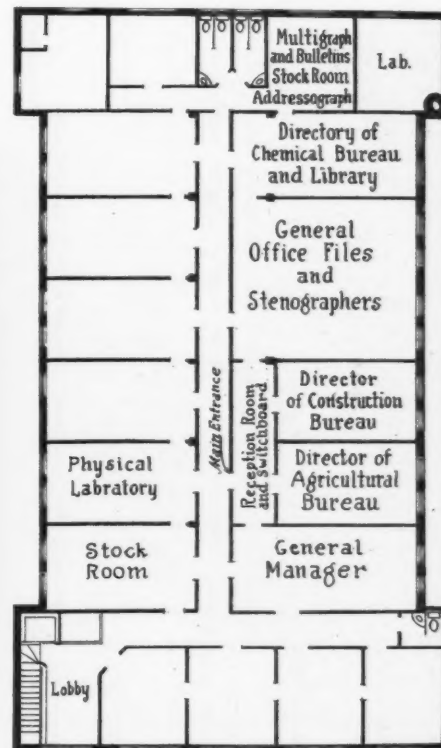 Multigraph
and Bulletins
Stock Room
Addressograph
Lab.
Directory of
Chemical Bureau
and Library
General
Office Files
and
Stenographers
Main Entrance
Reception Room
and Switchboard
Director
of Construction
Bureau
Physical
Labratory
Director of
Agricultural
Bureau
Stock
Room
General
Manager
Lobby